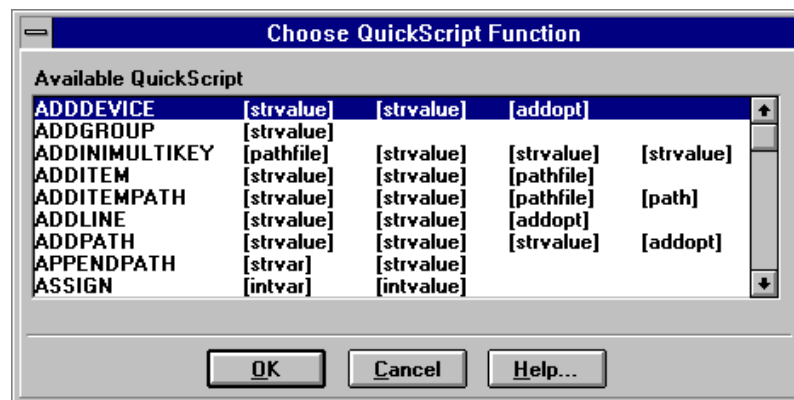 Choose QuickScript Function
Available QuickScript
ADDDEVICE [strvalue] [strvalue] [addopt]
ADDGROUP [strvalue]
ADDINIMULTIKEY [pathfile] [strvalue] [strvalue] [strvalue]
ADDITEM [strvalue] [strvalue] [pathfile]
ADDITEMPATH [strvalue] [strvalue] [pathfile] [path]
ADDLINE [strvalue] [strvalue] [addopt]
ADDPATH [strvalue] [strvalue] [strvalue] [addopt]
APPENDPATH [strvar] [strvalue]
ASSIGN [intvar] [intvalue]
OK Cancel Help...